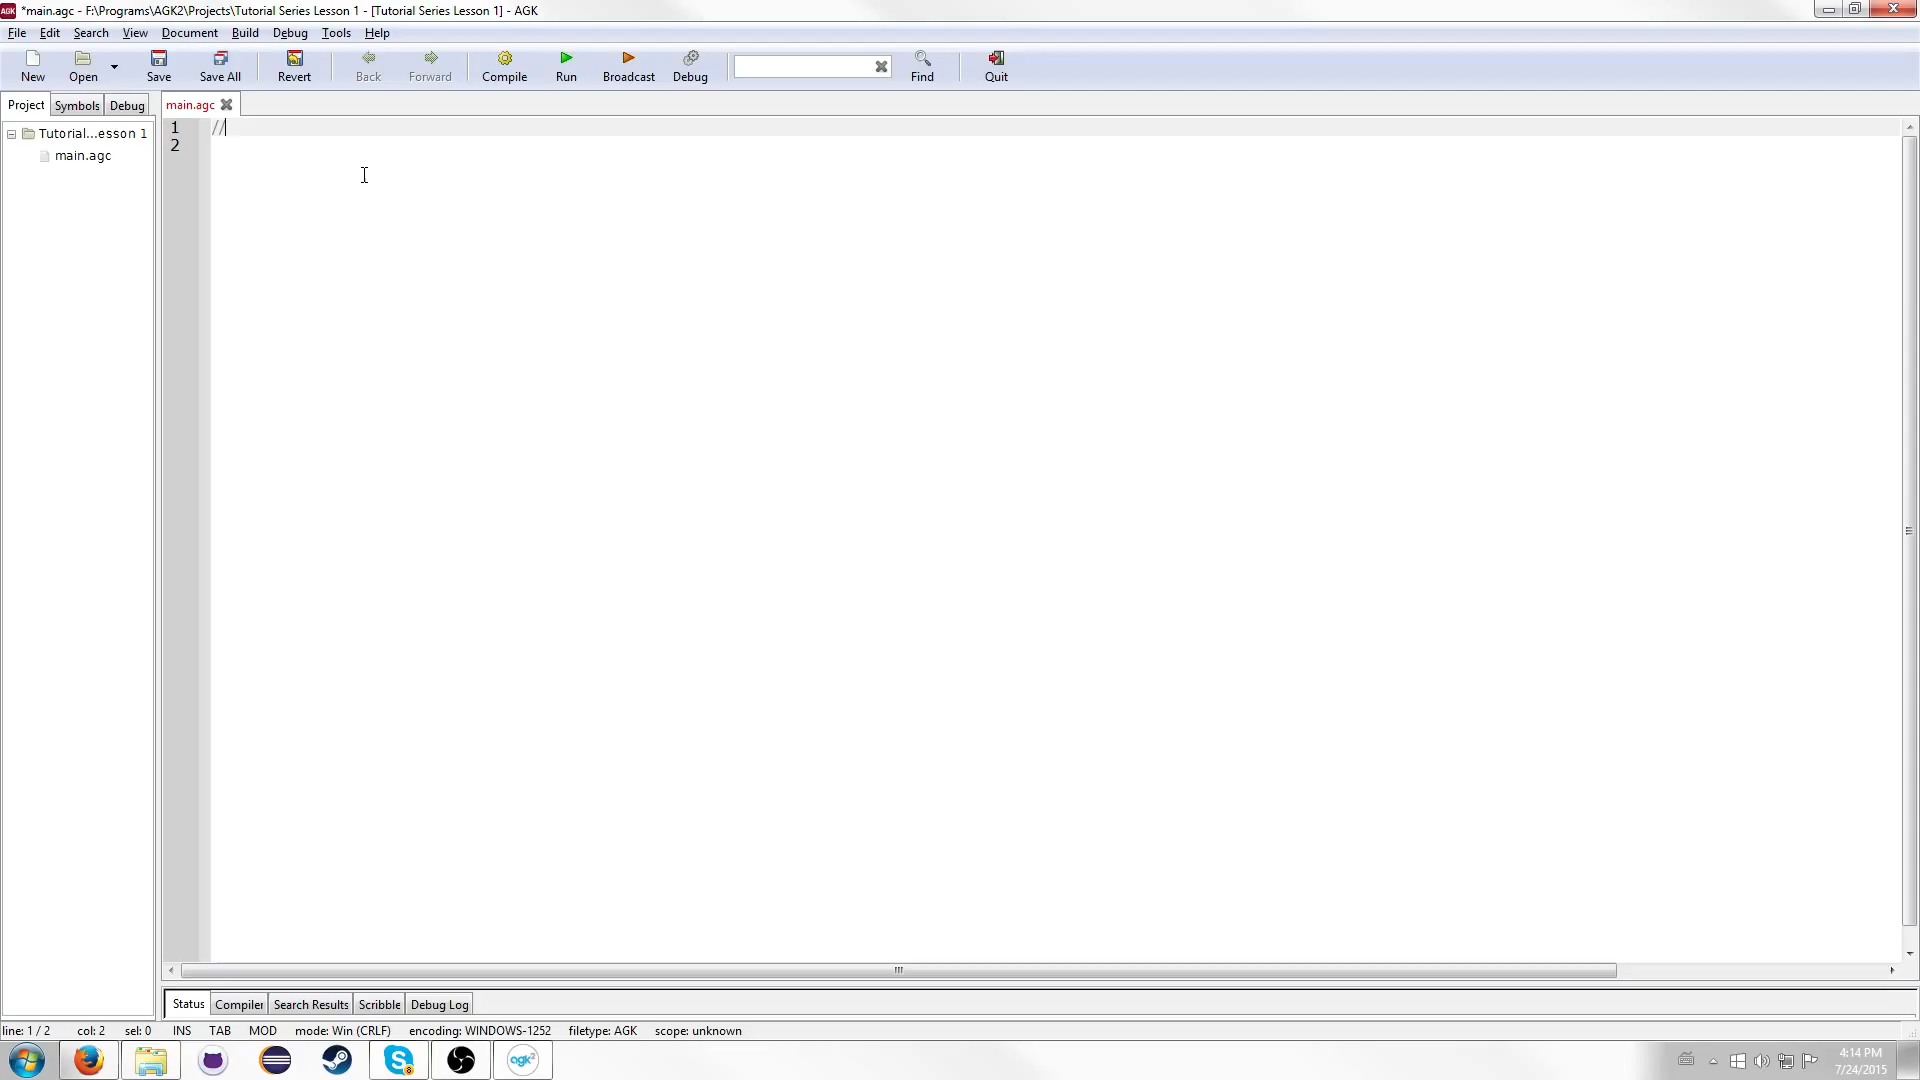 *main.agc - F:\Programs\AGK2\Projects\Tutorial Series Lesson 1 - [Tutorial Series Lesson 1] - AGK
File Edit Search View Document Build Debug Tools Help
New Open Save Save All Revert Back Forward Compile Run Broadcast Debug Find Quit
Project Symbols Debug main.agc
1 //
2
Tutorial...esson 1
main.agc
Status Compiler Search Results Scribble Debug Log
line: 1 / 2 col: 2 sel: 0 INS TAB MOD mode: Win (CRLF) encoding: WINDOWS-1252 filetype: AGK scope: unknown
agk2
4:14 PM
7/24/2015